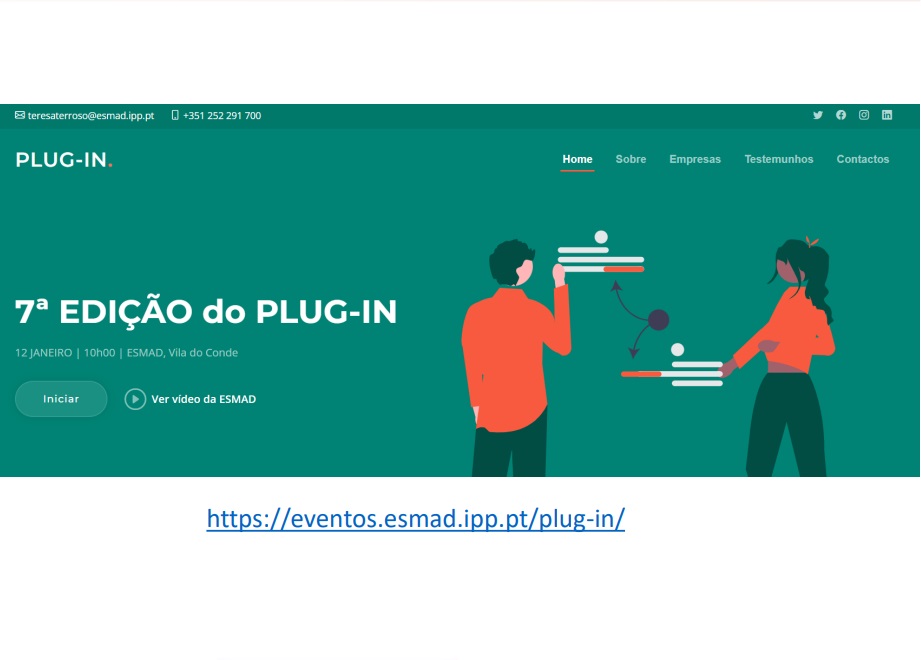 teresaterroso@esmad.ipp.pt +351 252 291 700
PLUG-IN.
Home Sobre Empresas Testemunhos Contactos
7ª EDIÇÃO do PLUG-IN
12 JANEIRO | 10h00 | ESMAD, Vila do Conde
Iniciar Ver vídeo da ESMAD
https://eventos.esmad.ipp.pt/plug-in/